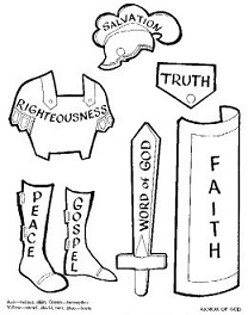 SALVATION
TRUTH
RIGHTEOUSNESS
FAITH
WORD of GOD
PEACE
GOSPEL
ARMOR OF GOD